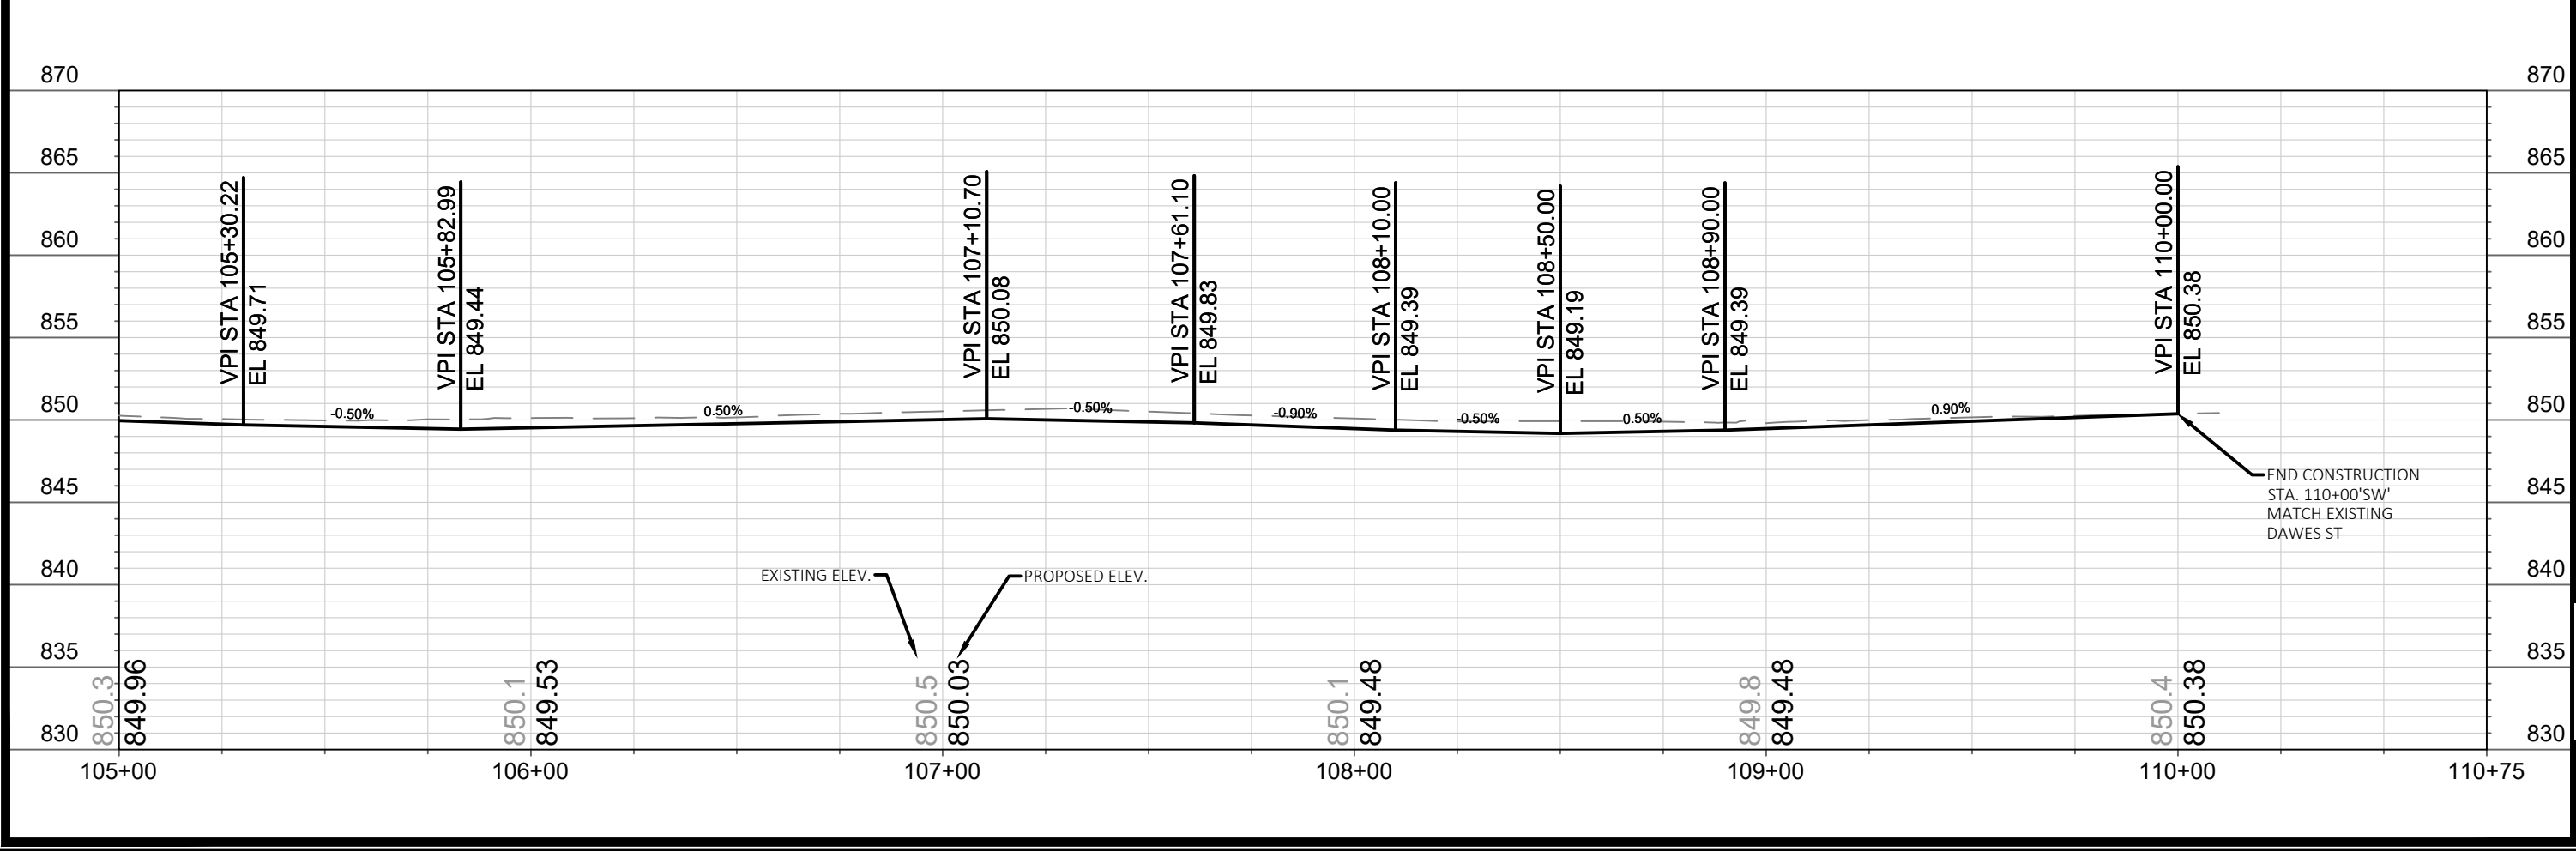 870
870
865
865
860
860
855
855
850
850
845
845
840
840
835
835
830
830
VPI STA 105+30.22
EL 849.71
VPI STA 105+82.99
EL 849.44
VPI STA 107+10.70
EL 850.08
VPI STA 107+61.10
EL 849.83
VPI STA 108+10.00
EL 849.39
VPI STA 108+50.00
EL 849.19
VPI STA 108+90.00
EL 849.39
VPI STA 110+00.00
EL 850.38
-0.50%
0.50%
-0.50%
-0.90%
-0.50%
0.50%
0.90%
END CONSTRUCTION
STA. 110+00'SW'
MATCH EXISTING
DAWES ST
EXISTING ELEV.
PROPOSED ELEV.
850.3
849.96
850.1
849.53
850.5
850.03
850.1
849.48
849.8
849.48
850.4
850.38
105+00
106+00
107+00
108+00
109+00
110+00
110+75